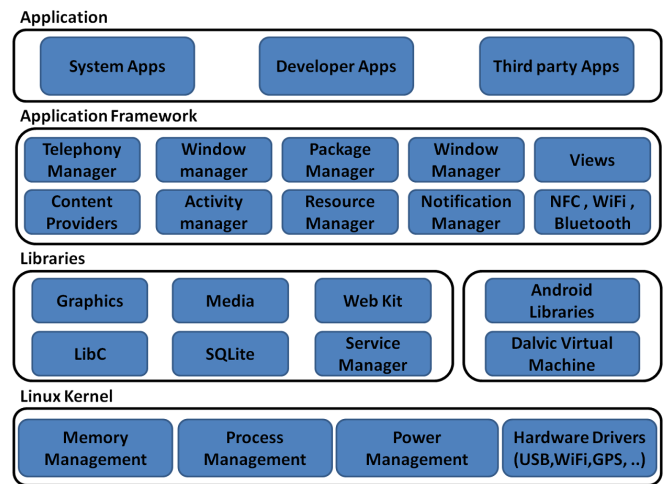 Application
System Apps
Developer Apps
Third party Apps
Application Framework
Telephony
Manager
Window
manager
Package
Manager
Window
Manager
Views
Content
Providers
Activity
manager
Resource
Manager
Notification
Manager
NFC , WiFi ,
Bluetooth
Libraries
Graphics
Media
Web Kit
LibC
SQLite
Service
Manager
Android
Libraries
Dalvic Virtual
Machine
Linux Kernel
Memory
Management
Process
Management
Power
Management
Hardware Drivers
(USB,WiFi,GPS, ..)